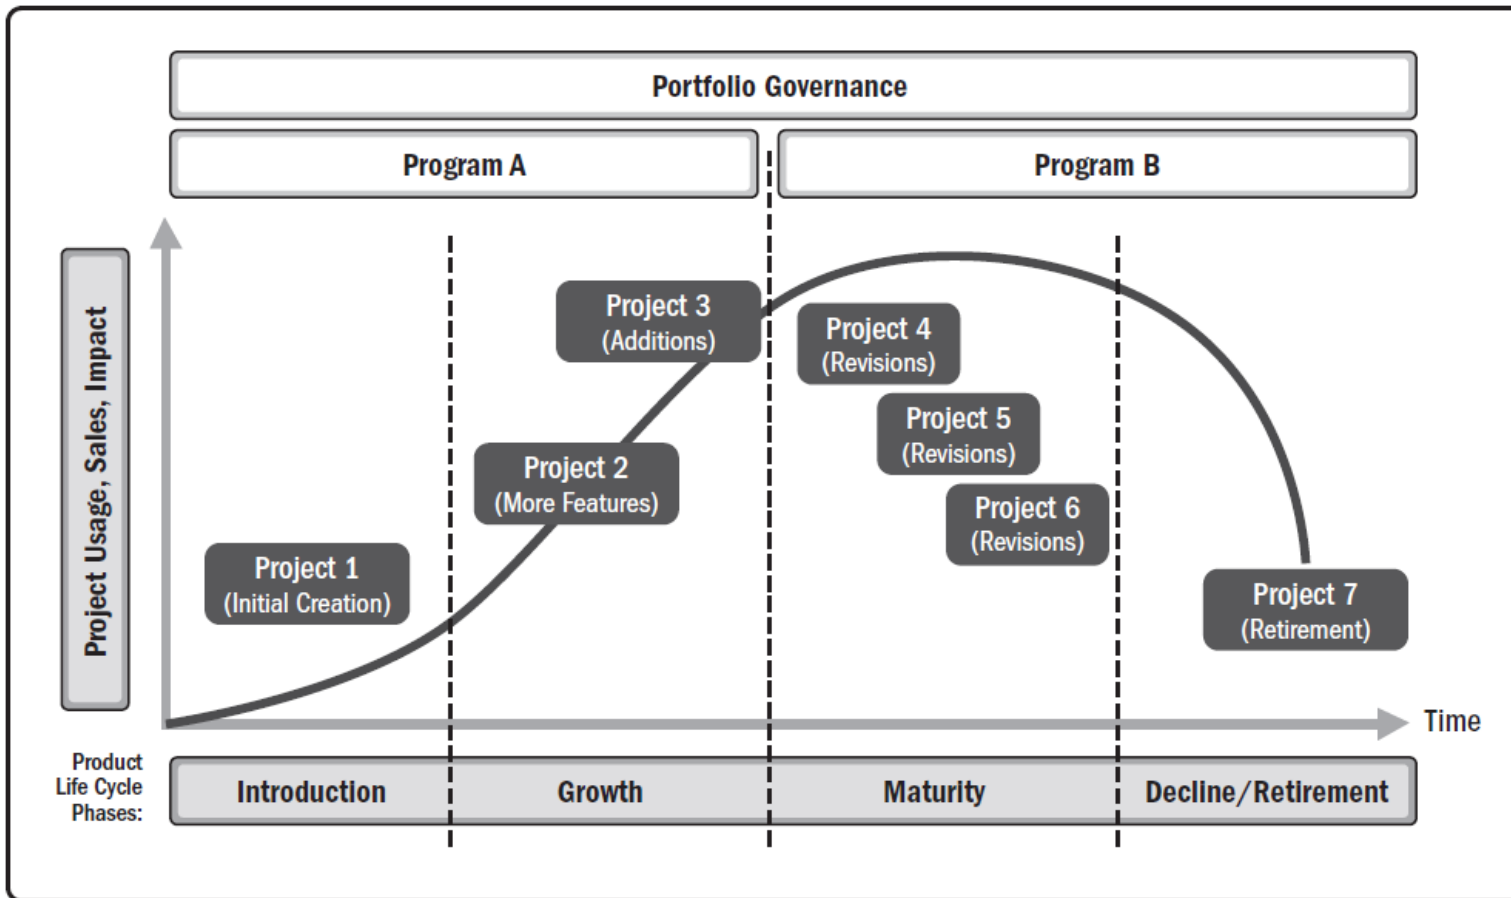 Portfolio Governance
Program A
Program B
Project Usage, Sales, Impact
Project 3
(Additions)
Project 4
(Revisions)
Project 5
(Revisions)
Project 2
(More Features)
Project 6
(Revisions)
Project 1
(Initial Creation)
Project 7
(Retirement)
Time
Product
Life Cycle
Phases:
Introduction
Growth
Maturity
Decline/Retirement